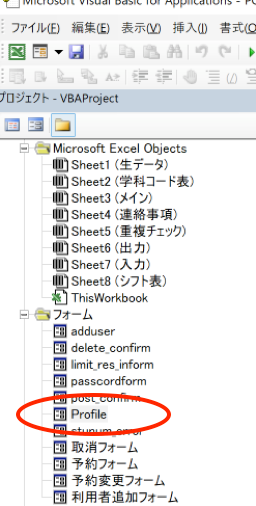 Microsoft Visual Basic for Applications - PC
ファイル(F) 編集(E) 表示(V) 挿入(I) 書式(O
プロジェクト - VBAProject
Microsoft Excel Objects
Sheet1 (生データ)
Sheet2 (学科コード表)
Sheet3 (メイン)
Sheet4 (連絡事項)
Sheet5 (重複チェック)
Sheet6 (出力)
Sheet7 (入力)
Sheet8 (シフト表)
ThisWorkbook
フォーム
adduser
delete_confirm
limit_res_inform
passcordform
post_confirm
Profile
stunum_error
取消フォーム
予約フォーム
予約変更フォーム
利用者追加フォーム